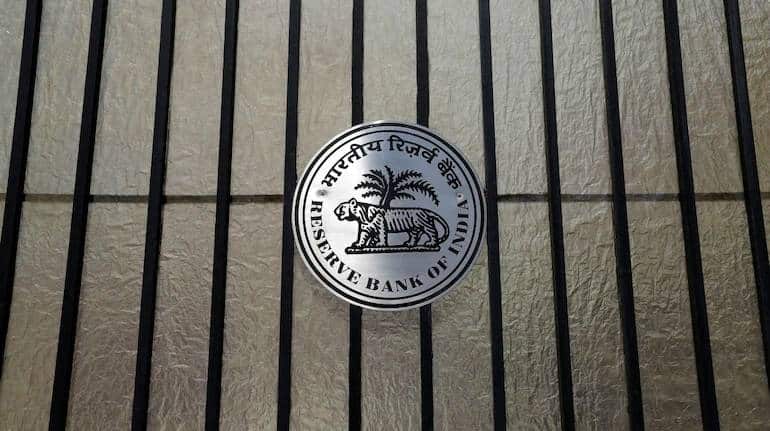 भारतीय रिज़र्व बैंक
RESERVE BANK OF INDIA